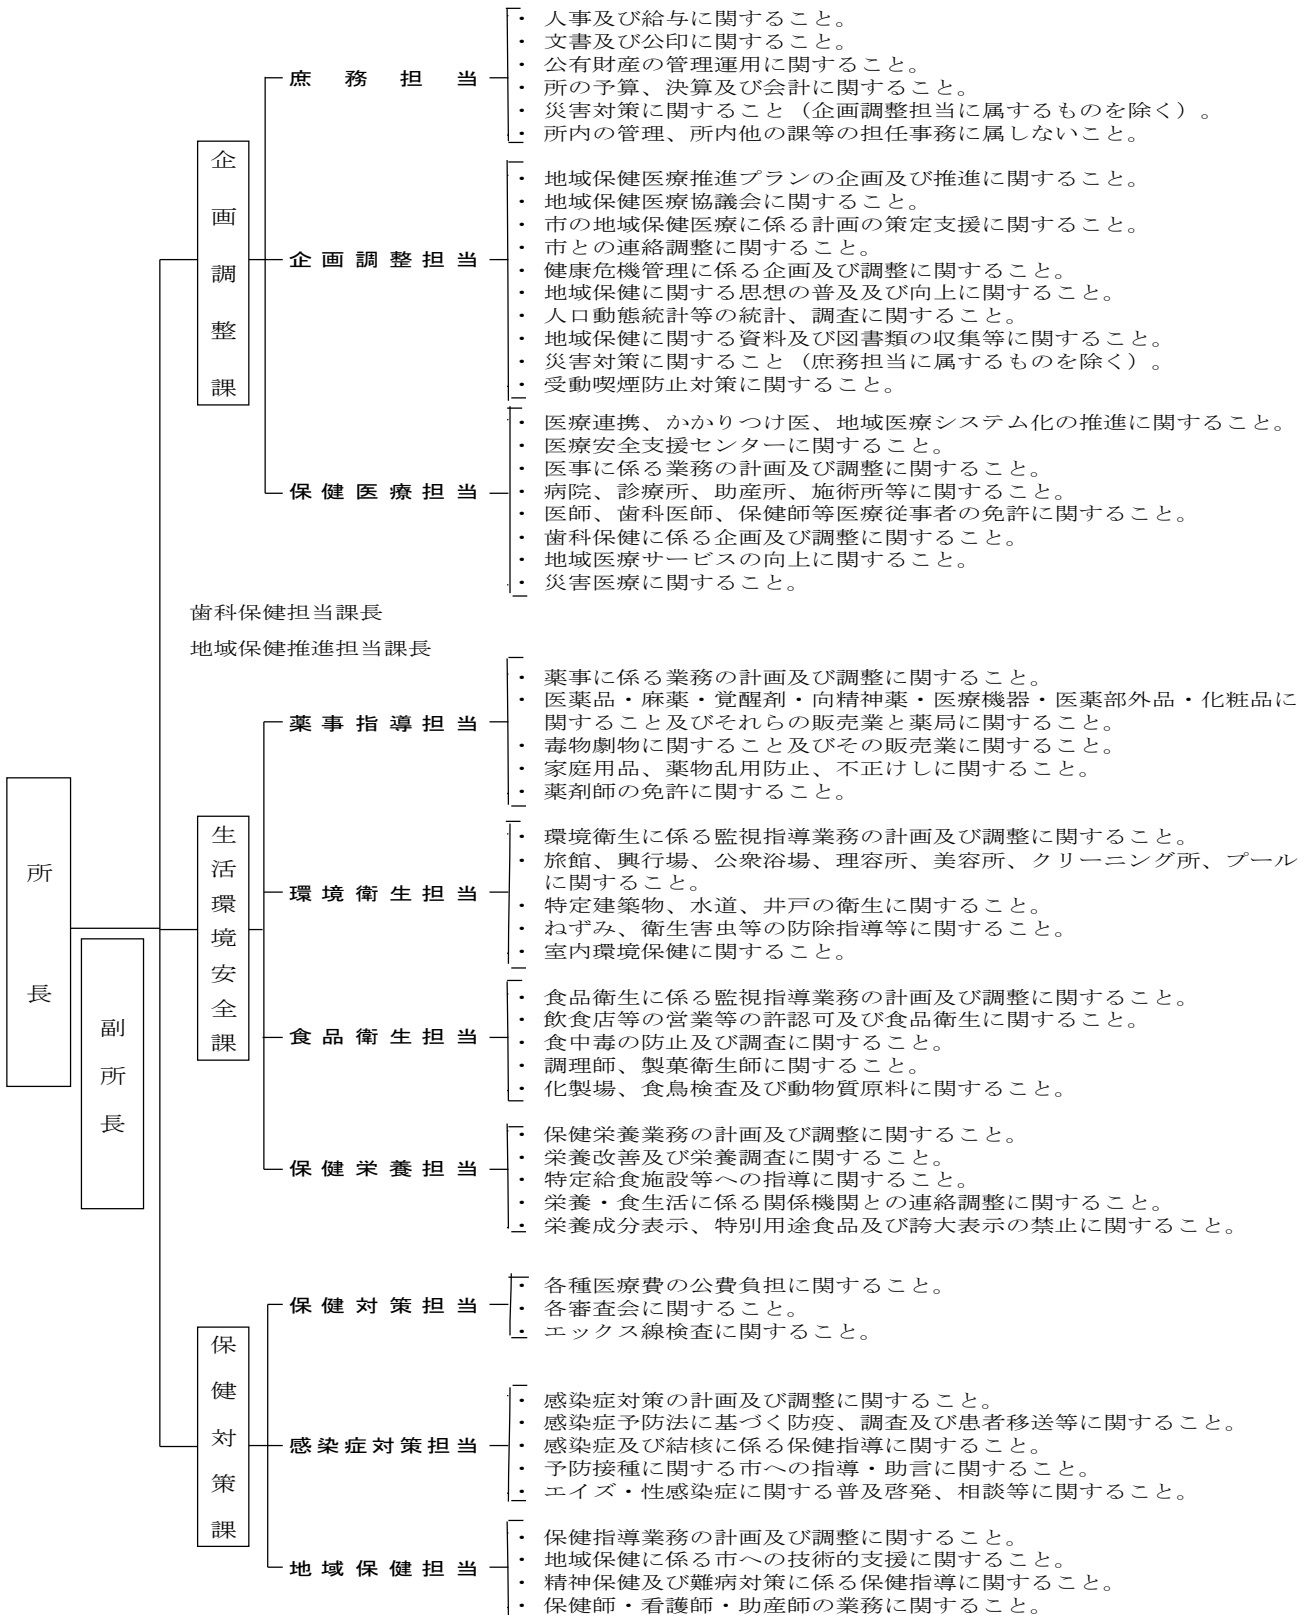 所長
副所長
企画調整課
庶務担当
・ 人事及び給与に関すること。
・ 文書及び公印に関すること。
・ 公有財産の管理運用に関すること。
・ 所の予算、決算及び会計に関すること。
・ 災害対策に関すること（企画調整担当に属するものを除く）。
・ 所内の管理、所内他の課等の担任事務に属しないこと。
企画調整担当
・ 地域保健医療推進プランの企画及び推進に関すること。
・ 地域保健医療協議会に関すること。
・ 市の地域保健医療に係る計画の策定支援に関すること。
・ 市との連絡調整に関すること。
・ 健康危機管理に係る企画及び調整に関すること。
・ 地域保健に関する思想の普及及び向上に関すること。
・ 人口動態統計等の統計、調査に関すること。
・ 地域保健に関する資料及び図書類の収集等に関すること。
・ 災害対策に関すること（庶務担当に属するものを除く）。
・ 受動喫煙防止対策に関すること。
保健医療担当
・ 医療連携、かかりつけ医、地域医療システム化の推進に関すること。
・ 医療安全支援センターに関すること。
・ 医事に係る業務の計画及び調整に関すること。
・ 病院、診療所、助産所、施術所等に関すること。
・ 医師、歯科医師、保健師等医療従事者の免許に関すること。
・ 歯科保健に係る企画及び調整に関すること。
・ 地域医療サービスの向上に関すること。
・ 災害医療に関すること。
歯科保健担当課長
地域保健推進担当課長
生活環境安全課
薬事指導担当
・ 薬事に係る業務の計画及び調整に関すること。
・ 医薬品・麻薬・覚醒剤・向精神薬・医療機器・医薬部外品・化粧品に
関すること及びそれらの販売業と薬局に関すること。
・ 毒物劇物に関すること及びその販売業に関すること。
・ 家庭用品、薬物乱用防止、不正けしに関すること。
・ 薬剤師の免許に関すること。
環境衛生担当
・ 環境衛生に係る監視指導業務の計画及び調整に関すること。
・ 旅館、興行場、公衆浴場、理容所、美容所、クリーニング所、プール
に関すること。
・ 特定建築物、水道、井戸の衛生に関すること。
・ ねずみ、衛生害虫等の防除指導等に関すること。
・ 室内環境保健に関すること。
食品衛生担当
・ 食品衛生に係る監視指導業務の計画及び調整に関すること。
・ 飲食店等の営業等の許認可及び食品衛生に関すること。
・ 食中毒の防止及び調査に関すること。
・ 調理師、製菓衛生師に関すること。
・ 化製場、食鳥検査及び動物質原料に関すること。
保健栄養担当
・ 保健栄養業務の計画及び調整に関すること。
・ 栄養改善及び栄養調査に関すること。
・ 特定給食施設等への指導に関すること。
・ 栄養・食生活に係る関係機関との連絡調整に関すること。
・ 栄養成分表示、特別用途食品及び誇大表示の禁止に関すること。
保健対策課
保健対策担当
・ 各種医療費の公費負担に関すること。
・ 各審査会に関すること。
・ エックス線検査に関すること。
感染症対策担当
・ 感染症対策の計画及び調整に関すること。
・ 感染症予防法に基づく防疫、調査及び患者移送等に関すること。
・ 感染症及び結核に係る保健指導に関すること。
・ 予防接種に関する市への指導・助言に関すること。
・ エイズ・性感染症に関する普及啓発、相談等に関すること。
地域保健担当
・ 保健指導業務の計画及び調整に関すること。
・ 地域保健に係る市への技術的支援に関すること。
・ 精神保健及び難病対策に係る保健指導に関すること。
・ 保健師・看護師・助産師の業務に関すること。